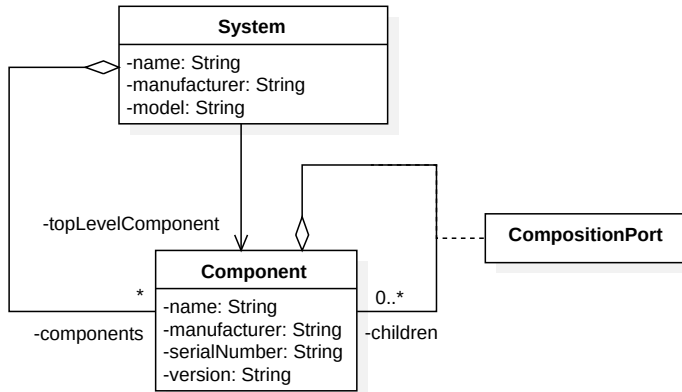 System
-name: String
-manufacturer: String
-model: String
-topLevelComponent
CompositionPort
Component
-name: String
-manufacturer: String
-serialNumber: String
-version: String
*
-components
0..*
-children